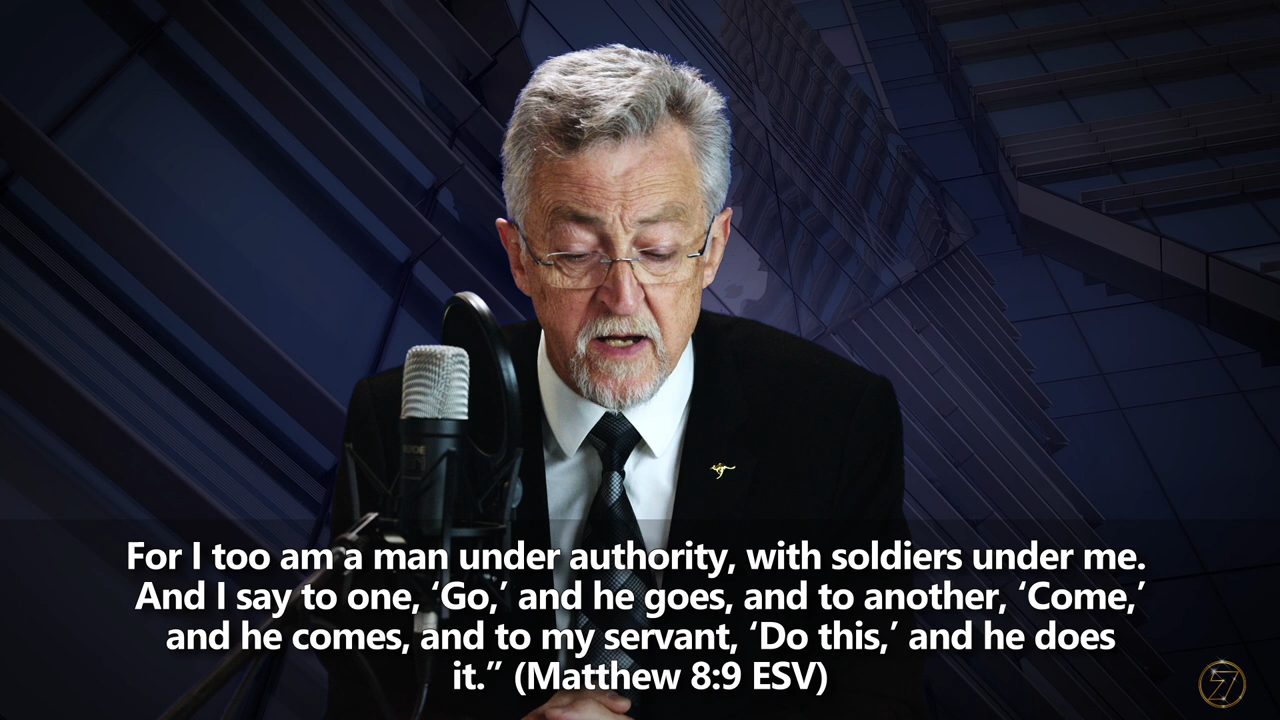 For I too am a man under authority, with soldiers under me.
And I say to one, ‘Go,’ and he goes, and to another, ‘Come,’
and he comes, and to my servant, ‘Do this,’ and he does
it.” (Matthew 8:9 ESV)